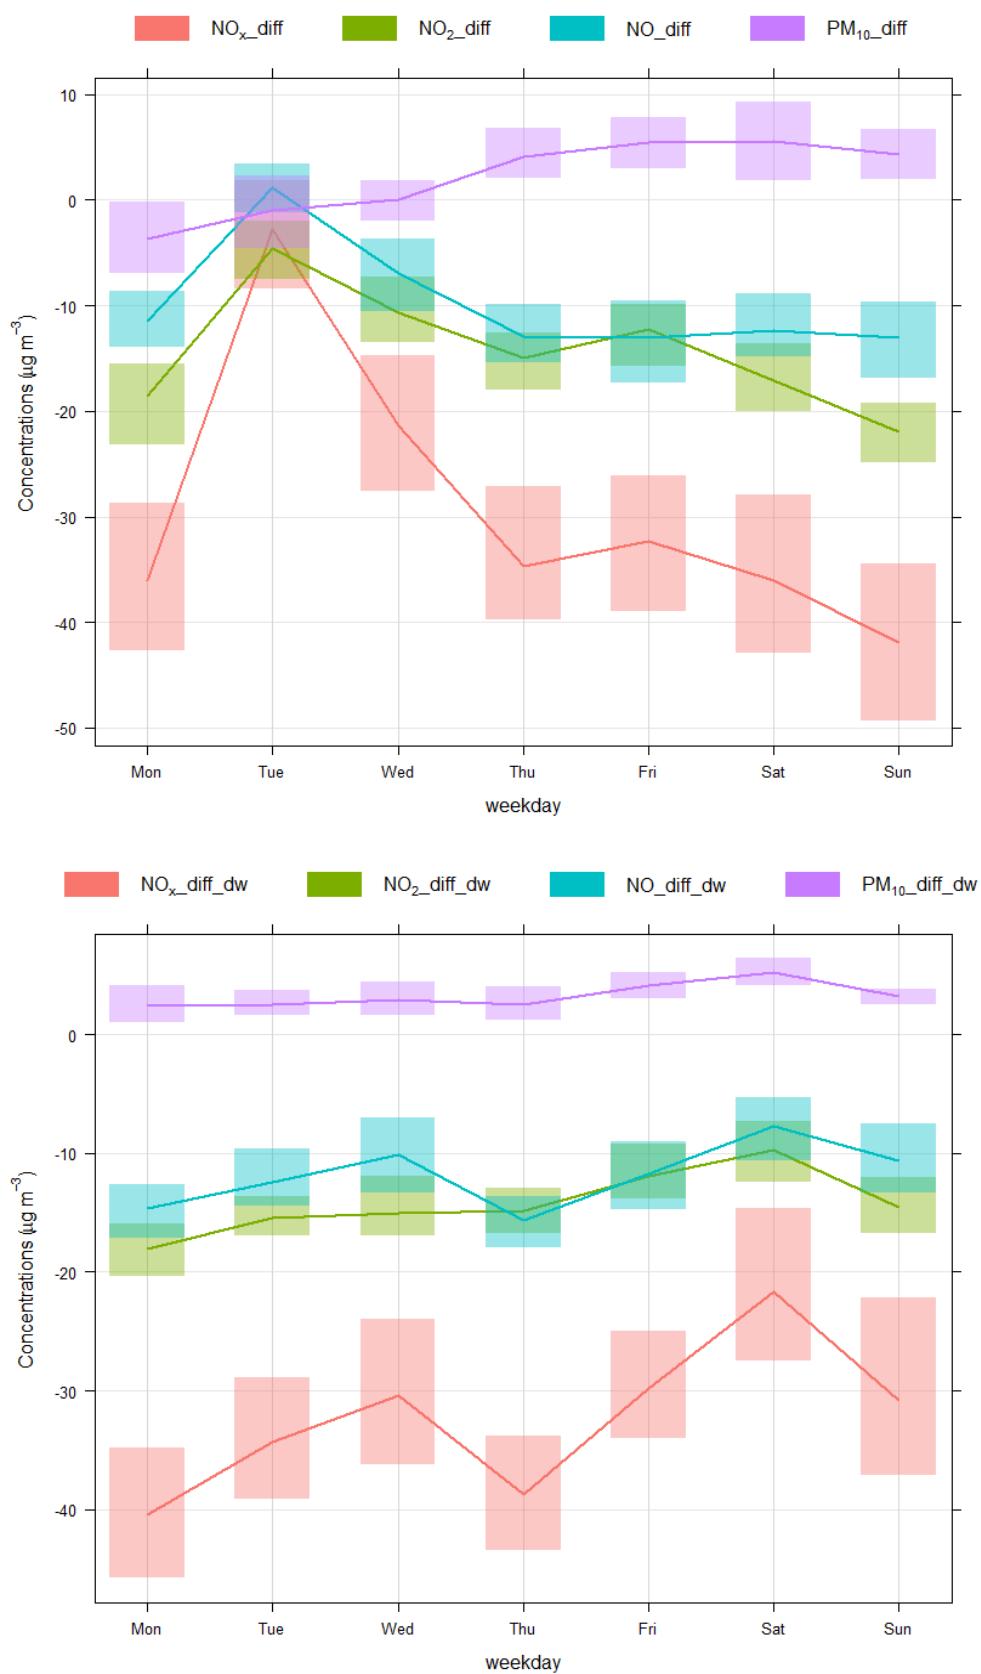 NOx_diff NO2_diff NO_diff PM10_diff
10
0
-10
-20
-30
-40
-50
Concentrations (µg m−3)
Mon Tue Wed Thu Fri Sat Sun
weekday
NOx_diff_dw NO2_diff_dw NO_diff_dw PM10_diff_dw
0
-10
-20
-30
-40
Concentrations (µg m−3)
Mon Tue Wed Thu Fri Sat Sun
weekday